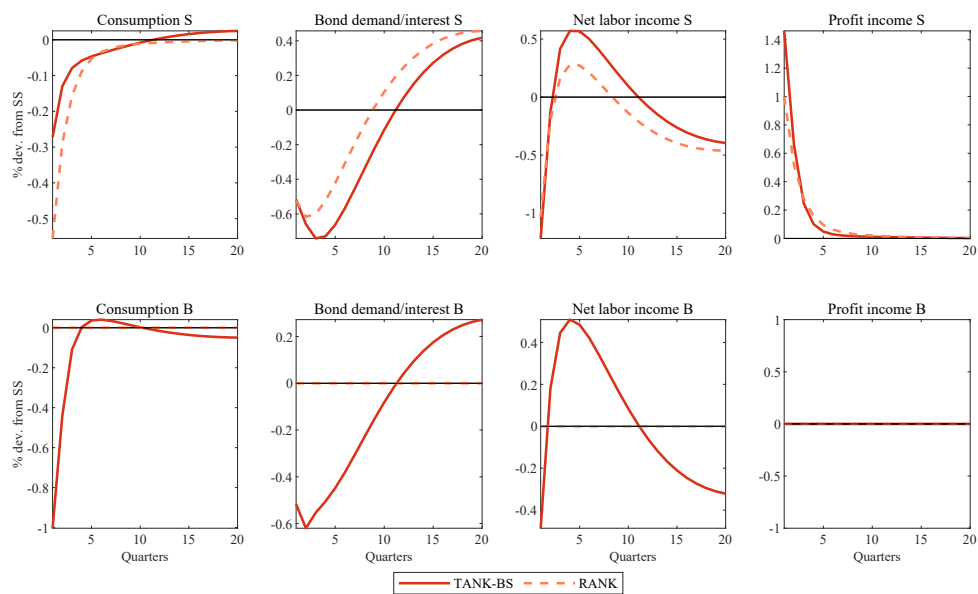 Consumption S
Bond demand/interest S
Net labor income S
Profit income S
% dev. from SS
0
-0.1
-0.2
-0.3
-0.4
-0.5
5 10 15 20
0.4
0.2
0
-0.2
-0.4
-0.6
5 10 15 20
0.5
0
-0.5
-1
5 10 15 20
1.4
1.2
1
0.8
0.6
0.4
0.2
0
5 10 15 20
Consumption B
Bond demand/interest B
Net labor income B
Profit income B
% dev. from SS
0
-0.2
-0.4
-0.6
-0.8
-1
5 10 15 20
Quarters
0.2
0
-0.2
-0.4
-0.6
5 10 15 20
Quarters
0.4
0.2
0
-0.2
-0.4
5 10 15 20
Quarters
1
0.5
0
-0.5
-1
5 10 15 20
Quarters
TANK-BS RANK